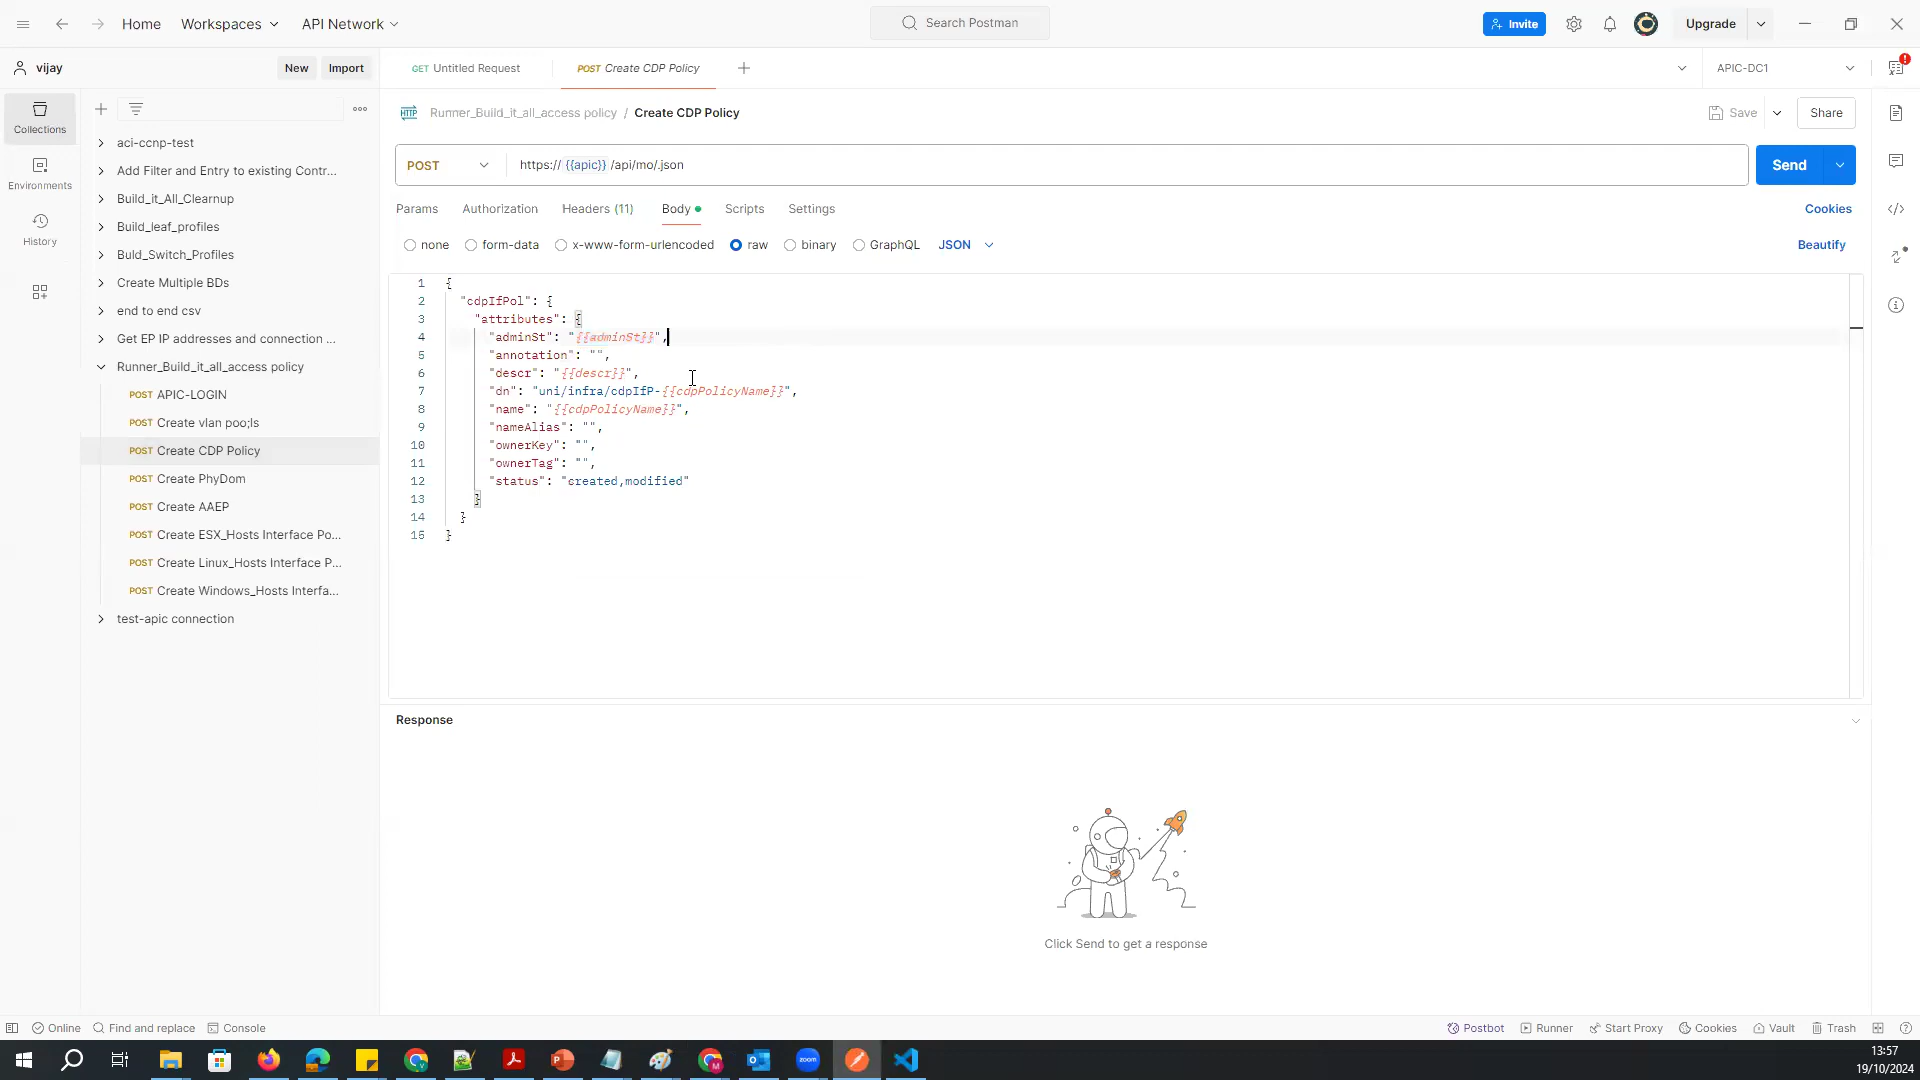 Home
Workspaces
API Network
Search Postman
Invite
Upgrade
vijay
New
Import
GET Untitled Request
POST Create CDP Policy
APIC-DC1
Collections
Environments
History
aci-ccnp-test
Add Filter and Entry to existing Contr...
Build_it_All_Clearnup
Build_leaf_profiles
Buld_Switch_Profiles
Create Multiple BDs
end to end csv
Get EP IP addresses and connection ...
Runner_Build_it_all_access policy
POST APIC-LOGIN
POST Create vlan poo;ls
POST Create CDP Policy
POST Create PhyDom
POST Create AAEP
POST Create ESX_Hosts Interface Po...
POST Create Linux_Hosts Interface P...
POST Create Windows_Hosts Interfa...
test-apic connection
HTTP Runner_Build_it_all_access policy / Create CDP Policy
Save
Share
POST
https:// {{apic}} /api/mo/.json
Send
Params
Authorization
Headers (11)
Body
Scripts
Settings
Cookies
none
form-data
x-www-form-urlencoded
raw
binary
GraphQL
JSON
Beautify
1 {
2 "cdpIfPol": {
3 "attributes": {
4 "adminSt": "{{adminSt}}",
5 "annotation": "",
6 "descr": "{{descr}}",
7 "dn": "uni/infra/cdpIfP-{{cdpPolicyName}}",
8 "name": "{{cdpPolicyName}}",
9 "nameAlias": "",
10 "ownerKey": "",
11 "ownerTag": "",
12 "status": "created,modified"
13 }
14 }
15 }
Response
Click Send to get a response
Online
Find and replace
Console
Postbot
Runner
Start Proxy
Cookies
Vault
Trash
zoom
13:57
19/10/2024